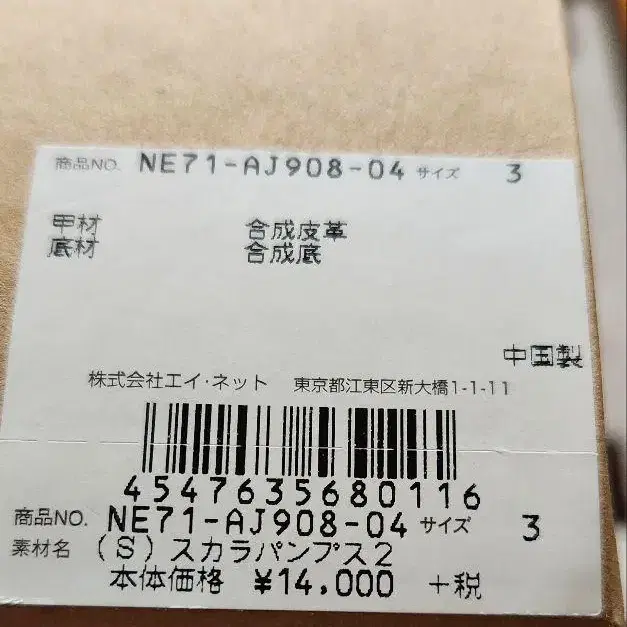 商品NO. NE71-AJ908-04 サイズ 3
甲材 合成皮革
底材 合成底
中国製
株式会社エイ・ネット 東京都江東区新大橋1-1-11
4547635680116
商品NO. NE71-AJ908-04 サイズ 3
素材名 (S)スカラパンプス2
本体価格 ¥14,000 +税